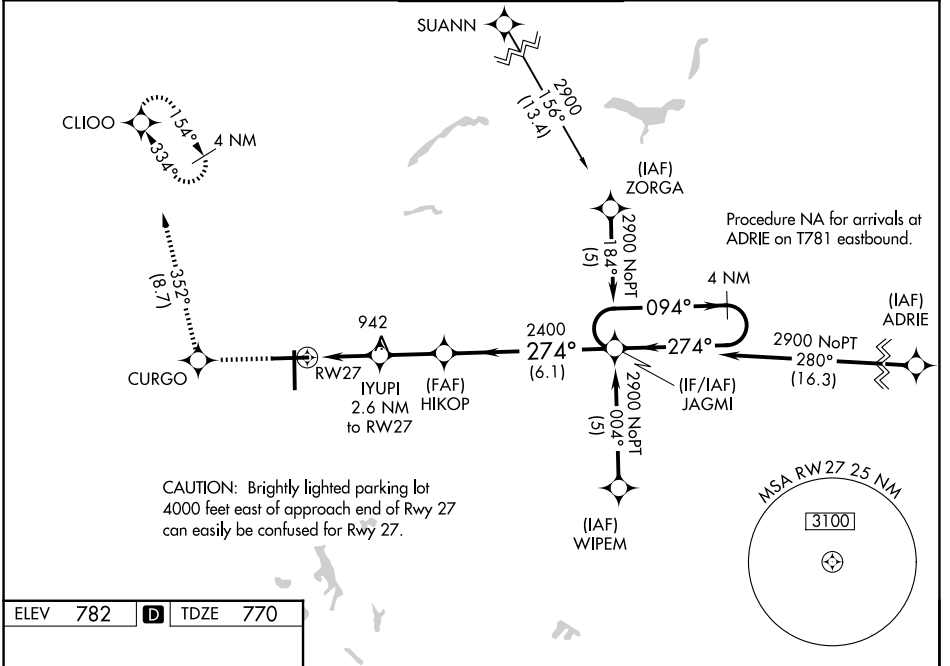 SUANN
2900
156°
(13.4)
CLIOO
154°
334°
4 NM
(IAF)
ZORGA
2900 NoPT
184°
(5)
Procedure NA for arrivals at
ADRIE on T781 eastbound.
4 NM
094°
(IAF)
ADRIE
352°
(8.7)
942
2400
274°
(6.1)
274°
2900 NoPT
280°
(16.3)
CURGO
RW27
IYUPI
2.6 NM
to RW27
(FAF)
HIKOP
(IF/IAF)
JAGMI
2900 NoPT
004°
(5)
(IAF)
WIPEM
CAUTION: Brightly lighted parking lot
4000 feet east of approach end of Rwy 27
can easily be confused for Rwy 27.
MSA RW27 25 NM
3100
ELEV 782 D TDZE 770